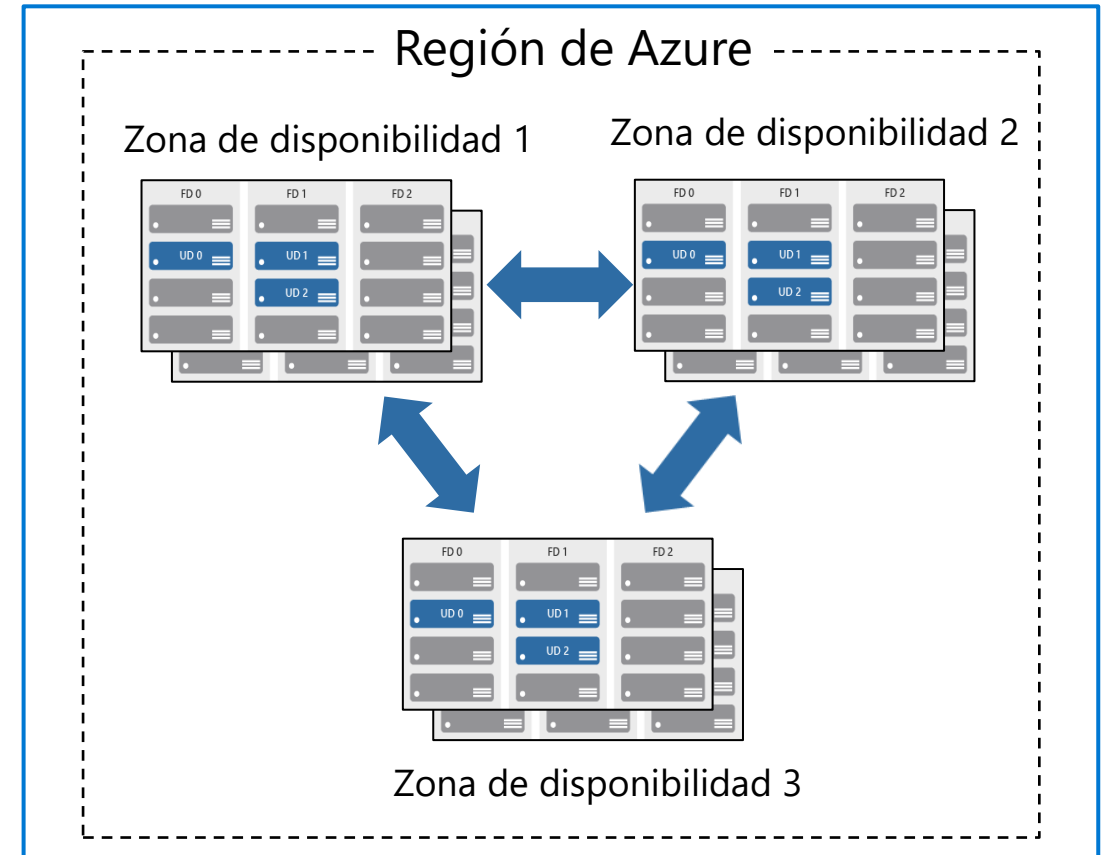 Región de Azure
Zona de disponibilidad 1
Zona de disponibilidad 2
FD 0 FD 1 FD 2
UD 0 UD 1
UD 2
FD 0 FD 1 FD 2
UD 0 UD 1
UD 2
FD 0 FD 1 FD 2
UD 0 UD 1
UD 2
Zona de disponibilidad 3